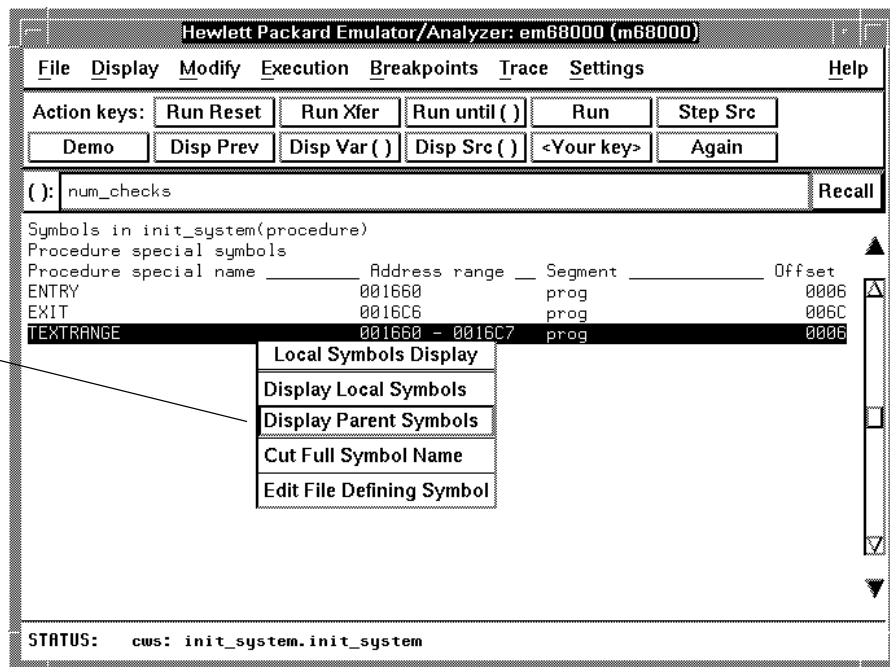 Hewlett Packard Emulator/Analyzer: em68000 (m68000)
File Display Modify Execution Breakpoints Trace Settings Help
Action keys: Run Reset Run Xfer Run until ( ) Run Step Src
Demo Disp Prev Disp Var ( ) Disp Src ( ) <Your key> Again
( ): num_checks Recall
Symbols in init_system(procedure)
Procedure special symbols
Procedure special name _________ Address range __ Segment ______________ Offset
ENTRY 001660 prog 0006
EXIT 0016C6 prog 006C
TEXTRANGE 001660 - 0016C7 prog 0006
Local Symbols Display
Display Local Symbols
Display Parent Symbols
Cut Full Symbol Name
Edit File Defining Symbol
STATUS: cws: init_system.init_system